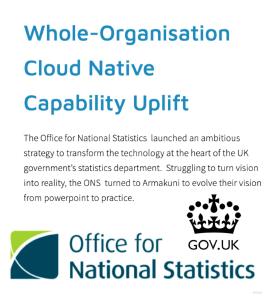 Whole-Organisation
Cloud Native
Capability Uplift
The Office for National Statistics launched an ambitious
strategy to transform the technology at the heart of the UK
government's statistics department. Struggling to turn vision
into reality, the ONS turned to Armakuni to evolve their vision
from powerpoint to practice.
GOV.UK
Office for
National Statistics